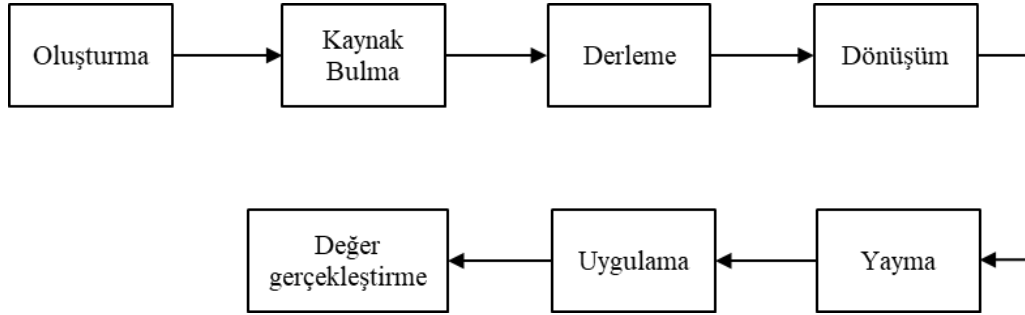 Oluşturma
Kaynak
Bulma
Derleme
Dönüşüm
Yayma
Uygulama
Değer
gerçekleştirme